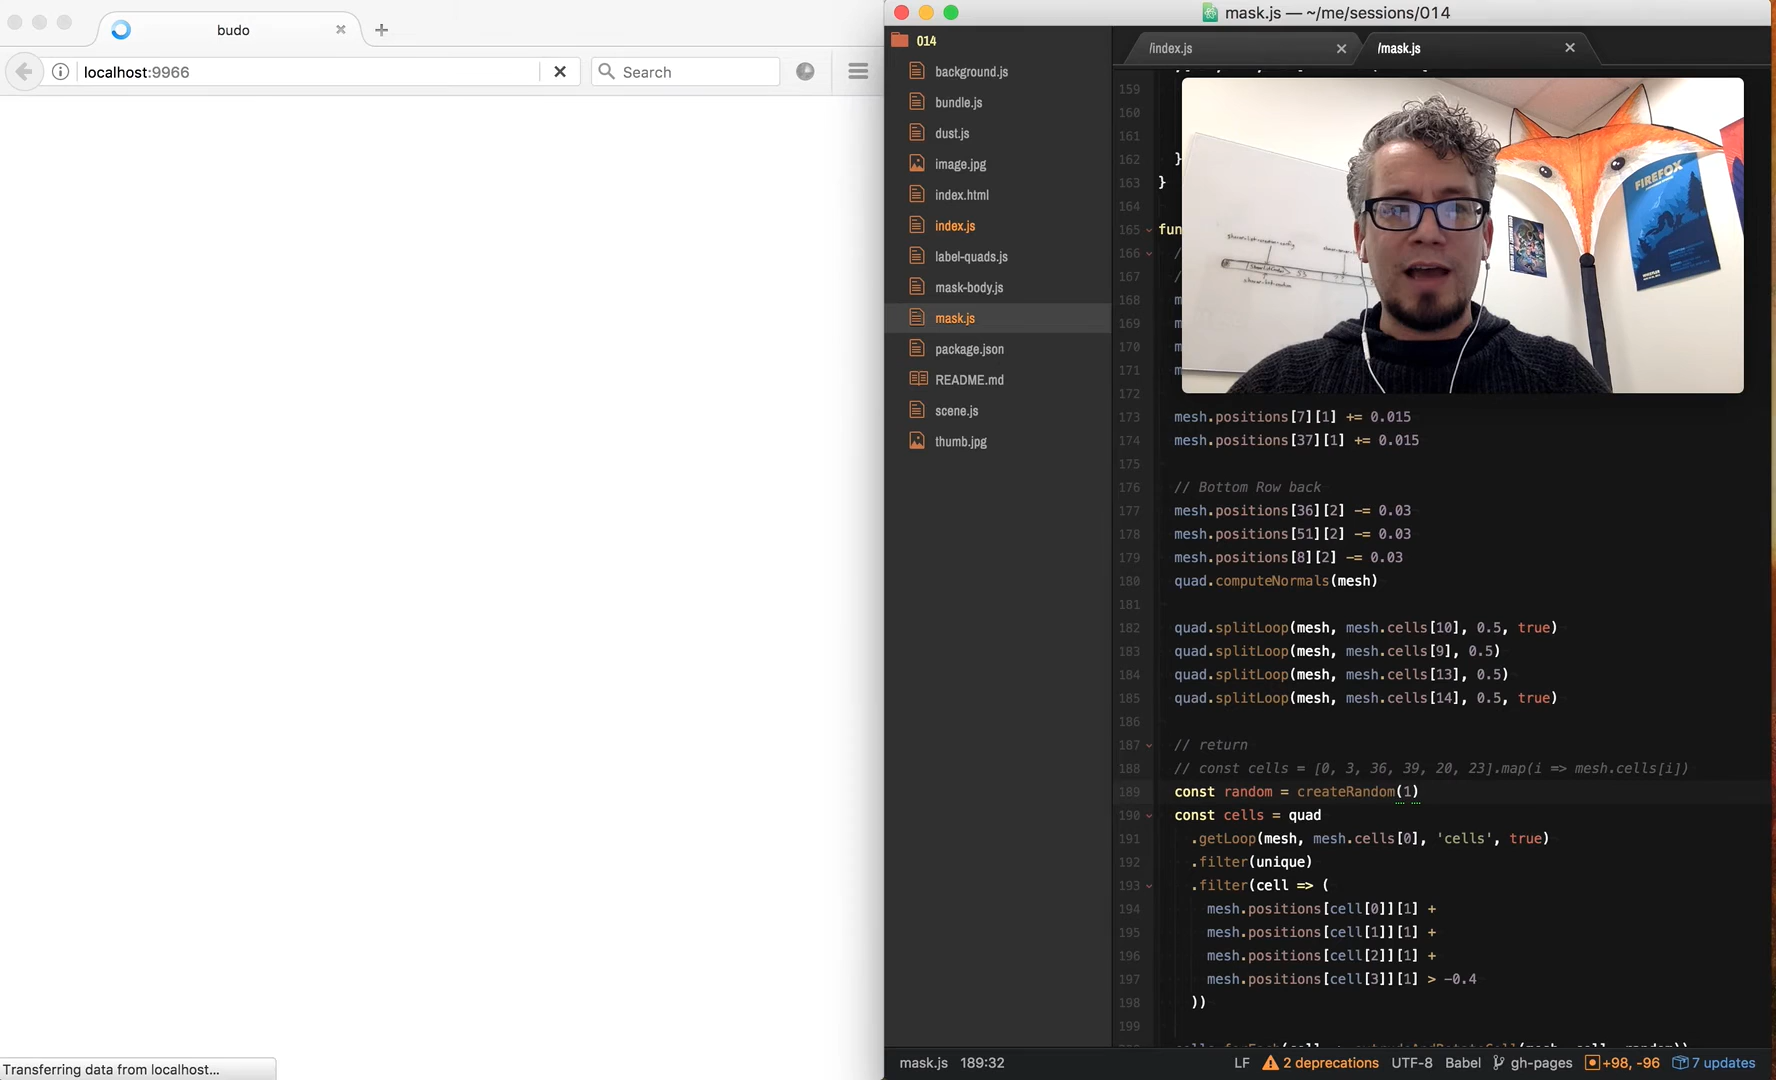 budo
localhost:9966
Search
Transferring data from localhost...
mask.js — ~/me/sessions/014
014
background.js
bundle.js
dust.js
image.jpg
index.html
index.js
label-quads.js
mask-body.js
mask.js
package.json
README.md
scene.js
thumb.jpg
/index.js
/mask.js
159
160
161
162 }
163 }
164
165 fun
166 /
167 /
168 m
169 m
170 m
171 m
172
FIREFOX
173 mesh.positions[7][1] += 0.015
174 mesh.positions[37][1] += 0.015
175
176 // Bottom Row back
177 mesh.positions[36][2] -= 0.03
178 mesh.positions[51][2] -= 0.03
179 mesh.positions[8][2] -= 0.03
180 quad.computeNormals(mesh)
181
182 quad.splitLoop(mesh, mesh.cells[10], 0.5, true)
183 quad.splitLoop(mesh, mesh.cells[9], 0.5)
184 quad.splitLoop(mesh, mesh.cells[13], 0.5)
185 quad.splitLoop(mesh, mesh.cells[14], 0.5, true)
186
187 // return
188 // const cells = [0, 3, 36, 39, 20, 23].map(i => mesh.cells[i])
189 const random = createRandom(1)
190 const cells = quad
191 .getLoop(mesh, mesh.cells[0], 'cells', true)
192 .filter(unique)
193 .filter(cell => (
194 mesh.positions[cell[0]][1] +
195 mesh.positions[cell[1]][1] +
196 mesh.positions[cell[2]][1] +
197 mesh.positions[cell[3]][1] > -0.4
198 ))
199
mask.js 189:32
LF 2 deprecations UTF-8 Babel gh-pages +98, -96 7 updates